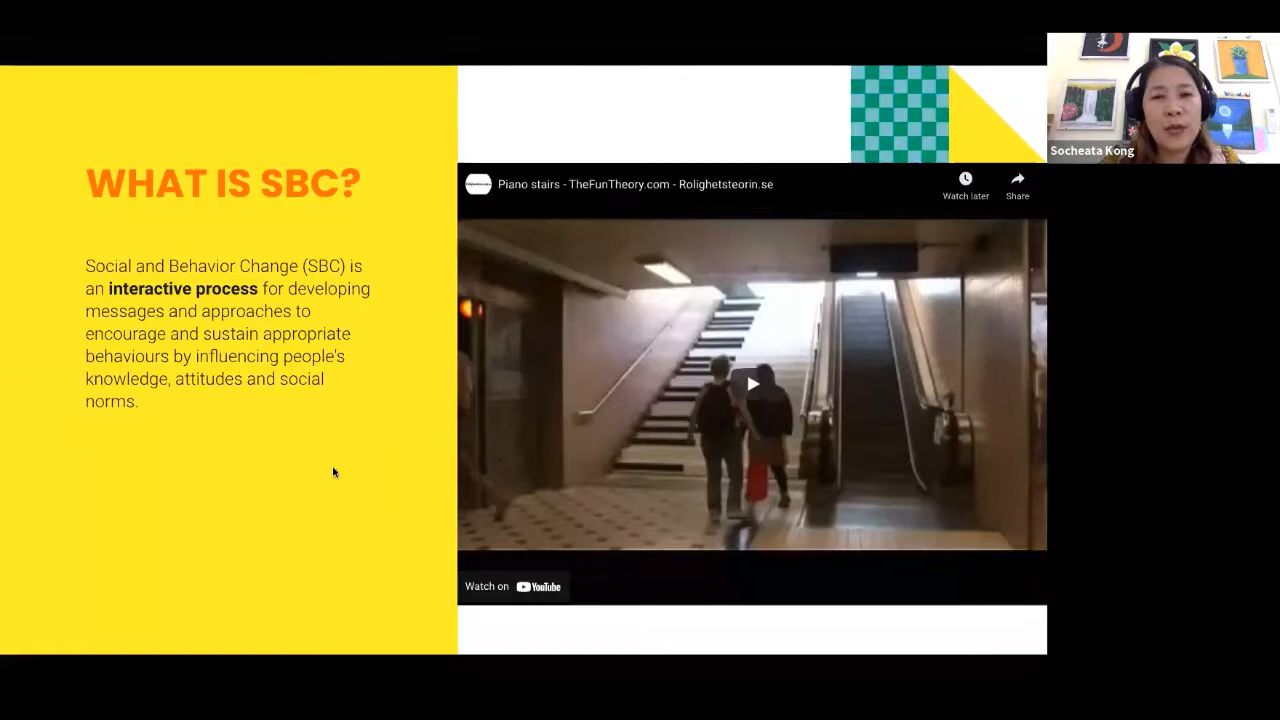 WHAT IS SBC?
Social and Behavior Change (SBC) is
an interactive process for developing
messages and approaches to
encourage and sustain appropriate
behaviours by influencing people's
knowledge, attitudes and social
norms.
Piano stairs - TheFunTheory.com - Rolighetsteorin.se
Watch later
Share
Watch on YouTube
Socheata Kong